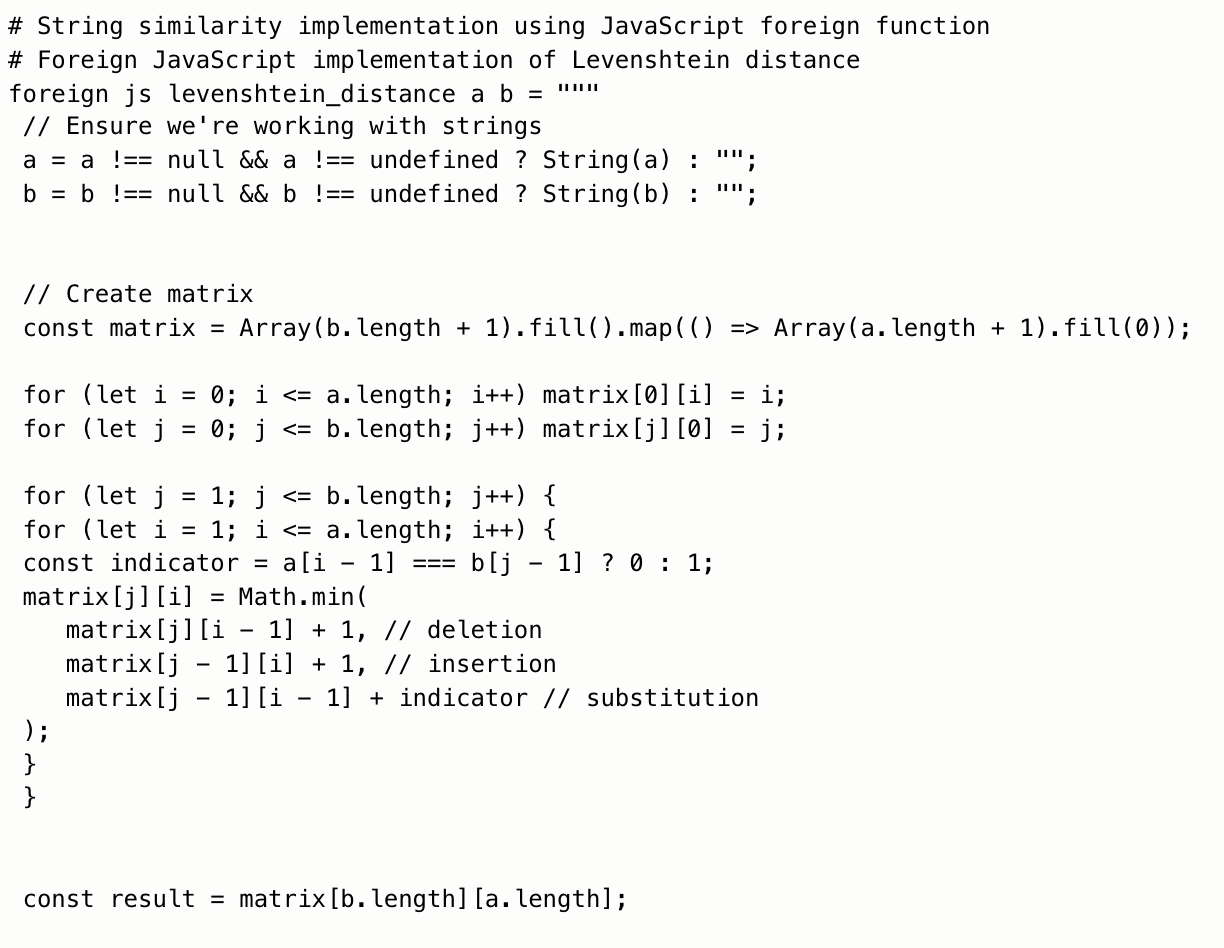 # String similarity implementation using JavaScript foreign function
# Foreign JavaScript implementation of Levenshtein distance
foreign js levenshtein_distance a b = """
 // Ensure we're working with strings
 a = a !== null && a !== undefined ? String(a) : "";
 b = b !== null && b !== undefined ? String(b) : "";
 // Create matrix
 const matrix = Array(b.length + 1).fill().map(() => Array(a.length + 1).fill(0));
 for (let i = 0; i <= a.length; i++) matrix[0][i] = i;
 for (let j = 0; j <= b.length; j++) matrix[j][0] = j;
 for (let j = 1; j <= b.length; j++) {
 for (let i = 1; i <= a.length; i++) {
 const indicator = a[i − 1] === b[j − 1] ? 0 : 1;
 matrix[j][i] = Math.min(
    matrix[j][i − 1] + 1, // deletion
    matrix[j − 1][i] + 1, // insertion
    matrix[j − 1][i − 1] + indicator // substitution
 );
 }
 }
 const result = matrix[b.length][a.length];